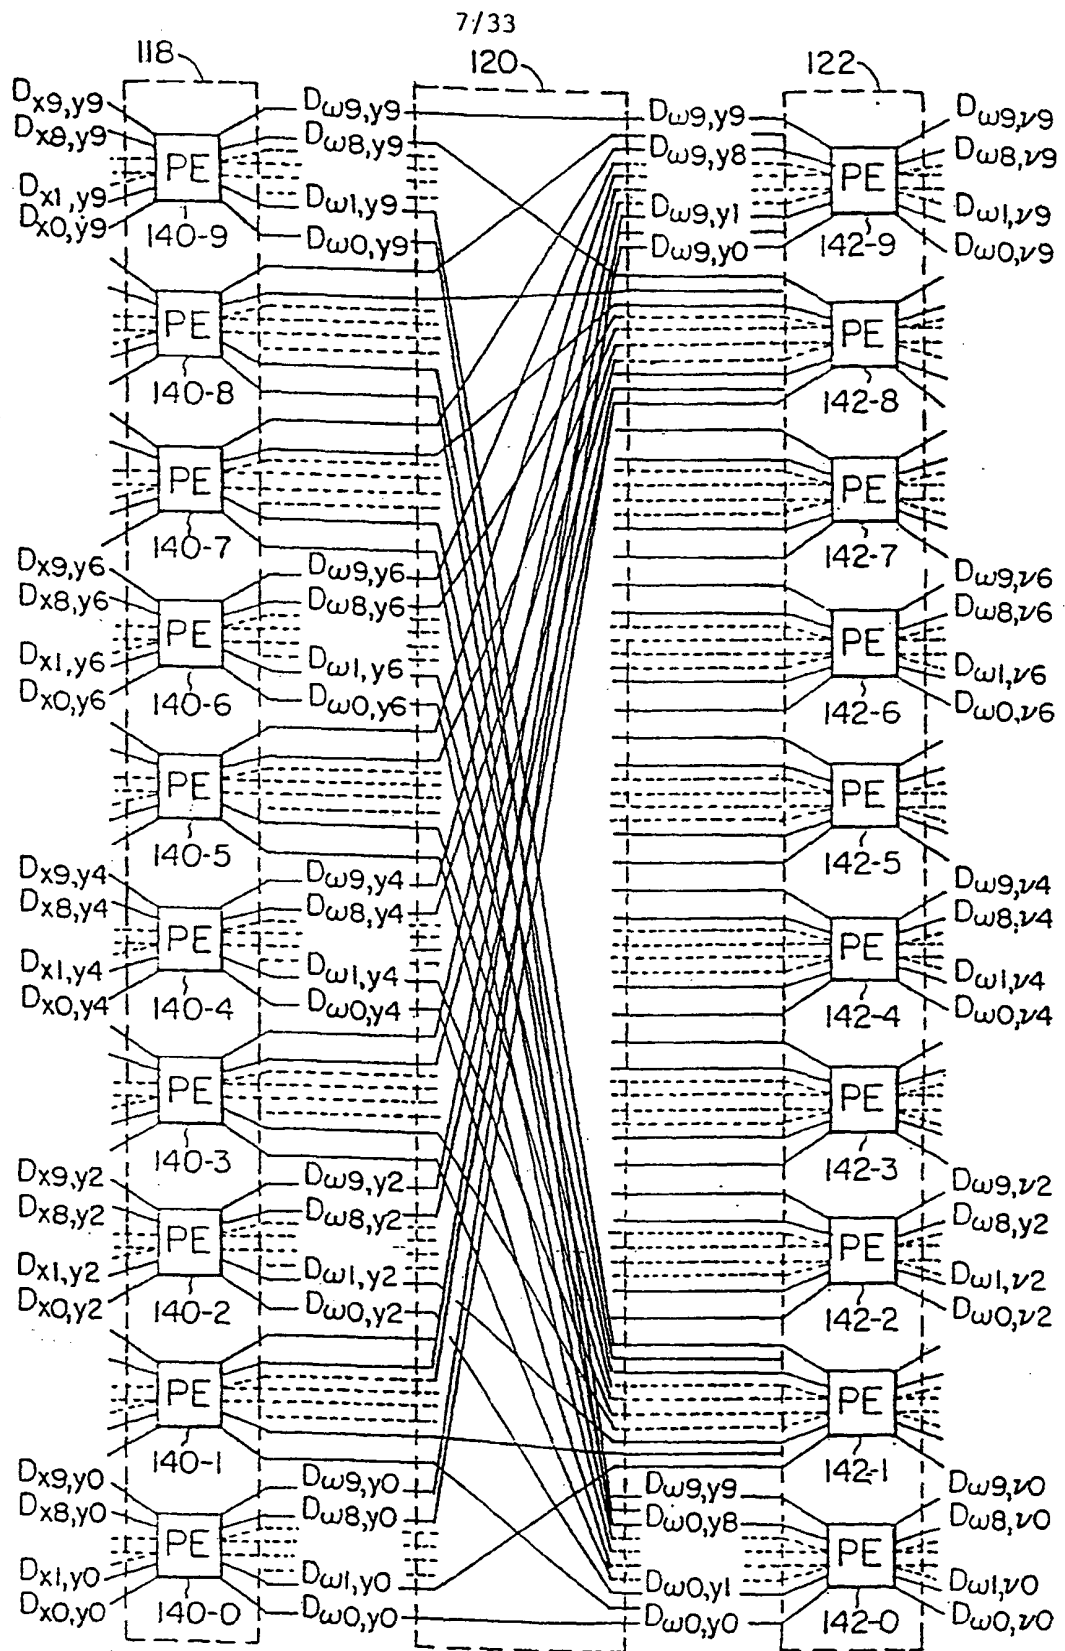 7/33
118
120
122
Dx9,y9
Dx8,y9
Dx1,y9
Dx0,y9
PE
140-9
Dω9,y9
Dω8,y9
Dω1,y9
Dω0,y9
Dω9,y9
Dω9,y8
Dω9,y1
Dω9,y0
PE
142-9
Dω9,ν9
Dω8,ν9
Dω1,ν9
Dω0,ν9
PE
140-8
PE
142-8
PE
140-7
PE
142-7
Dx9,y6
Dx8,y6
Dx1,y6
Dx0,y6
PE
140-6
Dω9,y6
Dω8,y6
Dω1,y6
Dω0,y6
PE
142-6
Dω9,ν6
Dω8,ν6
Dω1,ν6
Dω0,ν6
PE
140-5
PE
142-5
Dx9,y4
Dx8,y4
Dx1,y4
Dx0,y4
PE
140-4
Dω9,y4
Dω8,y4
Dω1,y4
Dω0,y4
PE
142-4
Dω9,ν4
Dω8,ν4
Dω1,ν4
Dω0,ν4
PE
140-3
PE
142-3
Dx9,y2
Dx8,y2
Dx1,y2
Dx0,y2
PE
140-2
Dω9,y2
Dω8,y2
Dω1,y2
Dω0,y2
PE
142-2
Dω9,ν2
Dω8,y2
Dω1,ν2
Dω0,ν2
PE
140-1
PE
142-1
Dx9,y0
Dx8,y0
Dx1,y0
Dx0,y0
PE
140-0
Dω9,y0
Dω8,y0
Dω1,y0
Dω0,y0
Dω9,y9
Dω0,y8
Dω0,y1
Dω0,y0
PE
142-0
Dω9,ν0
Dω8,ν0
Dω1,ν0
Dω0,ν0